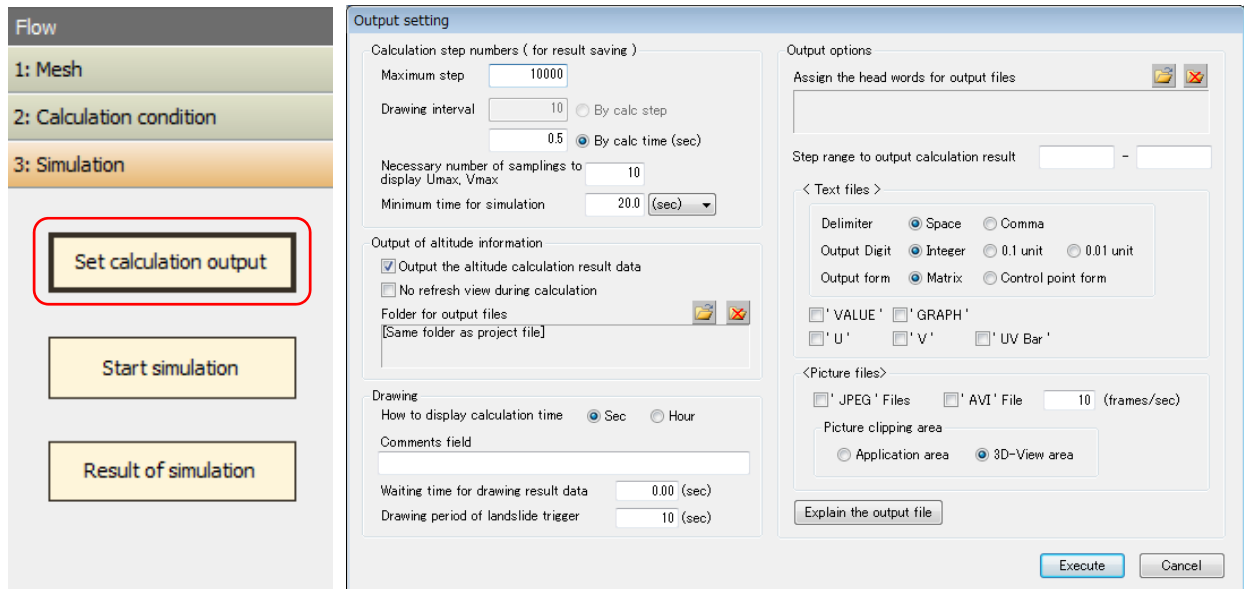 Flow
1: Mesh
2: Calculation condition
3: Simulation
Set calculation output
Start simulation
Result of simulation
Output setting
Calculation step numbers ( for result saving )
Maximum step 10000
Drawing interval 10 By calc step
0.5 By calc time (sec)
Necessary number of samplings to
display Umax, Vmax 10
Minimum time for simulation 20.0 (sec)
Output of altitude information
Output the altitude calculation result data
No refresh view during calculation
Folder for output files
[Same folder as project file]
Drawing
How to display calculation time Sec Hour
Comments field
Waiting time for drawing result data 0.00 (sec)
Drawing period of landslide trigger 10 (sec)
Output options
Assign the head words for output files
Step range to output calculation result -
< Text files >
Delimiter Space Comma
Output Digit Integer 0.1 unit 0.01 unit
Output form Matrix Control point form
' VALUE ' ' GRAPH '
' U ' ' V ' ' UV Bar '
<Picture files>
' JPEG ' Files ' AVI ' File 10 (frames/sec)
Picture clipping area
Application area 3D-View area
Explain the output file
Execute Cancel